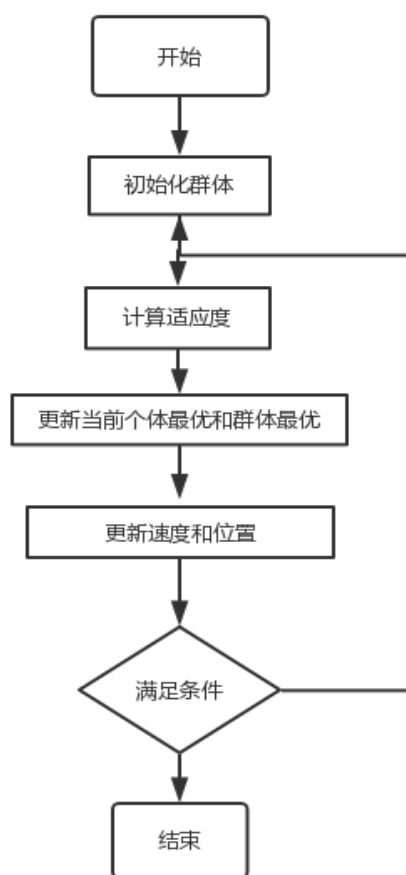 开始
初始化群体
计算适应度
更新当前个体最优和群体最优
更新速度和位置
满足条件
结束